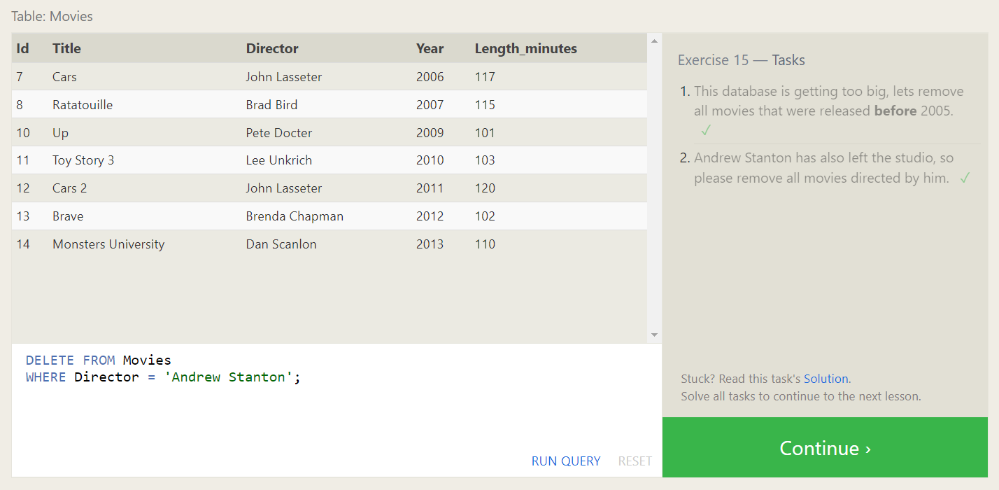 Table: Movies
Id Title Director Year Length_minutes
7 Cars John Lasseter 2006 117
8 Ratatouille Brad Bird 2007 115
10 Up Pete Docter 2009 101
11 Toy Story 3 Lee Unkrich 2010 103
12 Cars 2 John Lasseter 2011 120
13 Brave Brenda Chapman 2012 102
14 Monsters University Dan Scanlon 2013 110
DELETE FROM Movies
WHERE Director = 'Andrew Stanton';
RUN QUERY RESET
Exercise 15 — Tasks
1. This database is getting too big, lets remove
all movies that were released before 2005.
✓
2. Andrew Stanton has also left the studio, so
please remove all movies directed by him. ✓
Stuck? Read this task's Solution.
Solve all tasks to continue to the next lesson.
Continue ›